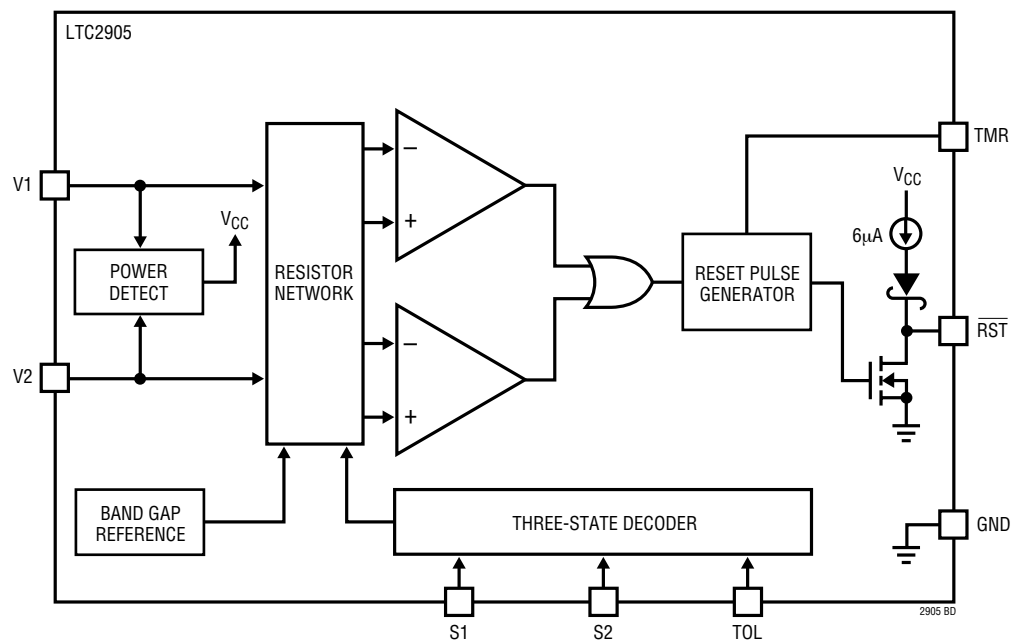 LTC2905
TMR
V1
VCC
VCC
6μA
POWER
DETECT
RESISTOR
NETWORK
−
+
RESET PULSE
GENERATOR
RST
V2
−
+
BAND GAP
REFERENCE
THREE-STATE DECODER
GND
2905 BD
S1
S2
TOL